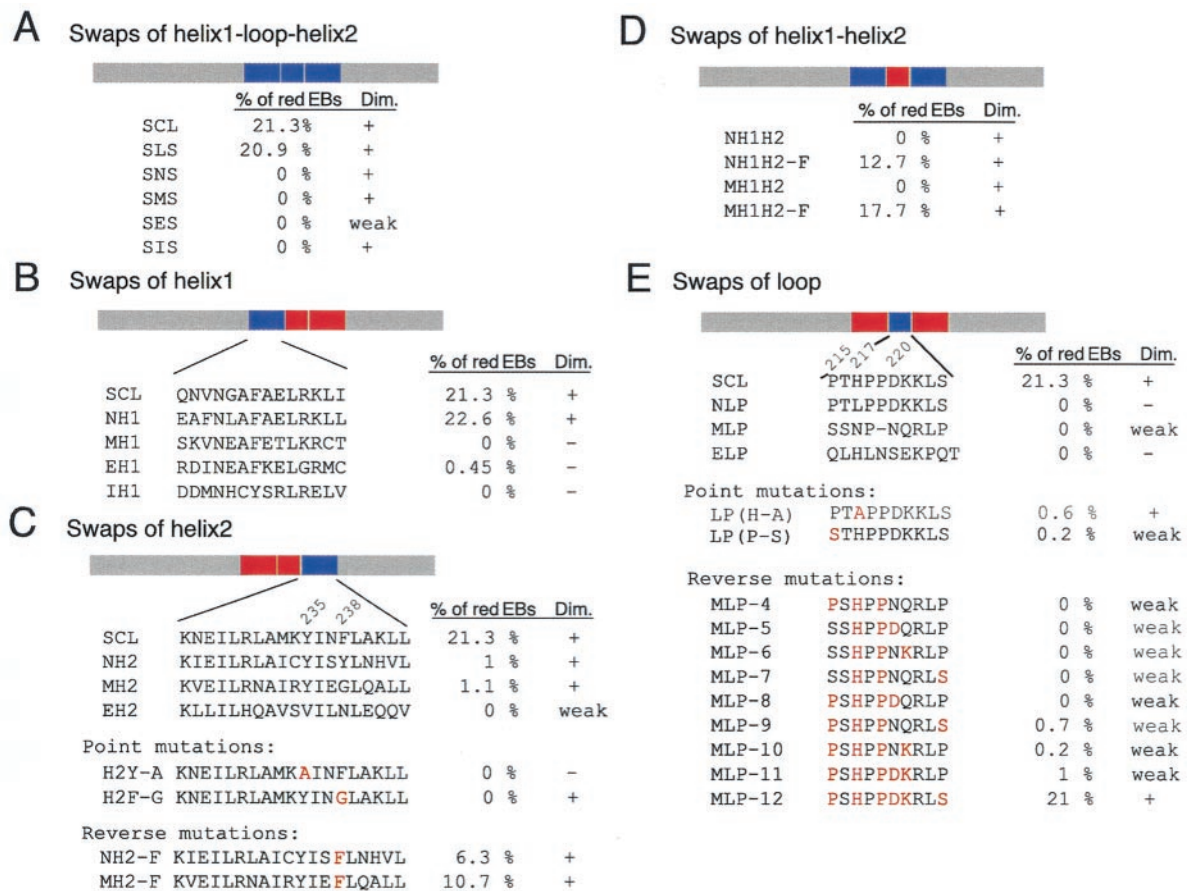 A Swaps of helix1-loop-helix2
% of red EBs Dim.
SCL 21.3% +
SLS 20.9 % +
SNS 0 % +
SMS 0 % +
SES 0 % weak
SIS 0 % +
B Swaps of helix1
% of red EBs Dim.
SCL QNVNGAFAELRKLI 21.3 % +
NH1 EAFNLAFAELRKLL 22.6 % +
MH1 SKVNEAFETLKRCT 0 % -
EH1 RDINEAFKELGRMC 0.45 % -
IH1 DDMNHCYSRLRELV 0 % -
C Swaps of helix2
235 238
% of red EBs Dim.
SCL KNEILRLAMKYINFLAKLL 21.3 % +
NH2 KIEILRLAICYISYLNHVL 1 % +
MH2 KVEILRNAIRYIEGLQALL 1.1 % +
EH2 KLLILHQAVSVILNLEQQV 0 % weak
Point mutations:
H2Y-A KNEILRLAMKAINFLAKLL 0 % -
H2F-G KNEILRLAMKYINGLAKLL 0 % +
Reverse mutations:
NH2-F KIEILRLAICYISFLNHVL 6.3 % +
MH2-F KVEILRNAIRYIEFLQALL 10.7 % +
D Swaps of helix1-helix2
% of red EBs Dim.
NH1H2 0 % +
NH1H2-F 12.7 % +
MH1H2 0 % +
MH1H2-F 17.7 % +
E Swaps of loop
215 217 220
% of red EBs Dim.
SCL PTHPPDKKLS 21.3 % +
NLP PTLPPDKKLS 0 % -
MLP SSNP-NQRLP 0 % weak
ELP QLHLNSEKPQT 0 % -
Point mutations:
LP(H-A) PTAPPDKKLS 0.6 % +
LP(P-S) STHPPDKKLS 0.2 % weak
Reverse mutations:
MLP-4 PSHPPNQRLP 0 % weak
MLP-5 SSHPPDQRLP 0 % weak
MLP-6 SSHPPNKRLP 0 % weak
MLP-7 SSHPPNQRLS 0 % weak
MLP-8 PSHPPDQRLP 0 % weak
MLP-9 PSHPPNQRLS 0.7 % weak
MLP-10 PSHPPNKRLP 0.2 % weak
MLP-11 PSHPPDKRLP 1 % weak
MLP-12 PSHPPDKRLS 21 % +